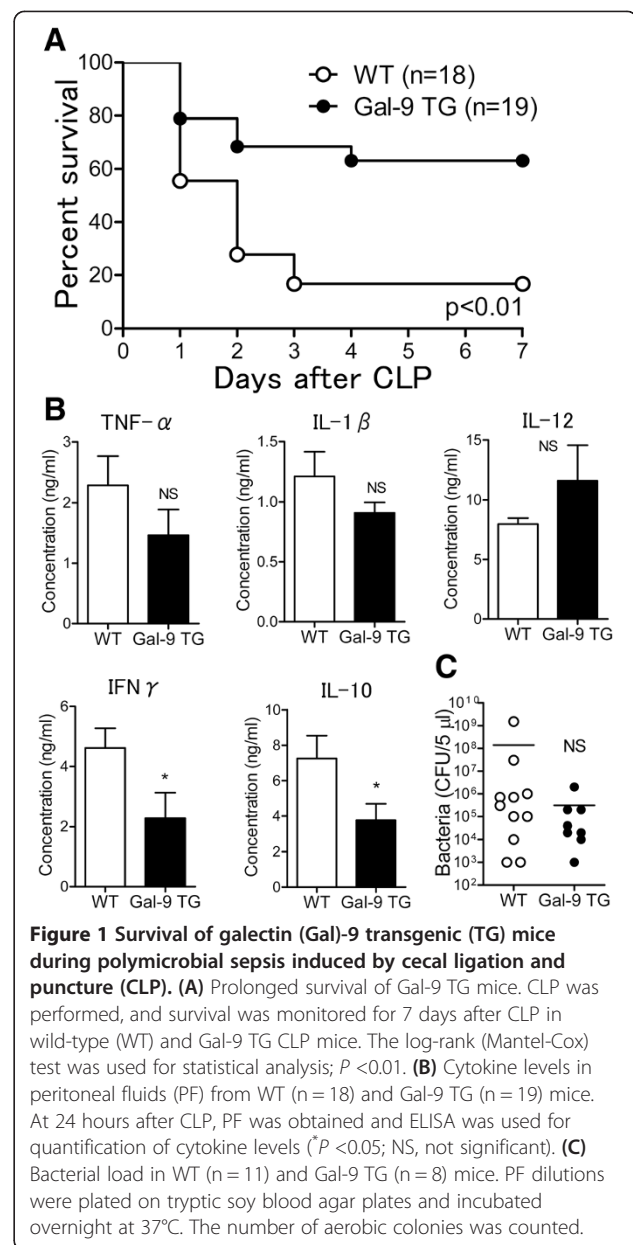 A
100
80
60
40
20
0
Percent survival
WT (n=18)
Gal-9 TG (n=19)
p<0.01
0 1 2 3 4 5 6 7
Days after CLP
B
TNF-α
Concentration (ng/ml)
3
2
1
0
NS
WT Gal-9 TG
IL-1β
Concentration (ng/ml)
1.5
1.0
0.5
0.0
NS
WT Gal-9 TG
IL-12
Concentration (ng/ml)
15
10
5
0
NS
WT Gal-9 TG
IFNγ
Concentration (ng/ml)
6
4
2
0
*
WT Gal-9 TG
IL-10
Concentration (ng/ml)
10
8
6
4
2
0
*
WT Gal-9 TG
C
Bacteria (CFU/5 μl)
10¹⁰
10⁹
10⁸
10⁷
10⁶
10⁵
10⁴
10³
10²
NS
WT Gal-9 TG
Figure 1 Survival of galectin (Gal)-9 transgenic (TG) mice
during polymicrobial sepsis induced by cecal ligation and
puncture (CLP). (A) Prolonged survival of Gal-9 TG mice. CLP was
performed, and survival was monitored for 7 days after CLP in
wild-type (WT) and Gal-9 TG CLP mice. The log-rank (Mantel-Cox)
test was used for statistical analysis; P <0.01. (B) Cytokine levels in
peritoneal fluids (PF) from WT (n = 18) and Gal-9 TG (n = 19) mice.
At 24 hours after CLP, PF was obtained and ELISA was used for
quantification of cytokine levels (*P <0.05; NS, not significant). (C)
Bacterial load in WT (n = 11) and Gal-9 TG (n = 8) mice. PF dilutions
were plated on tryptic soy blood agar plates and incubated
overnight at 37°C. The number of aerobic colonies was counted.